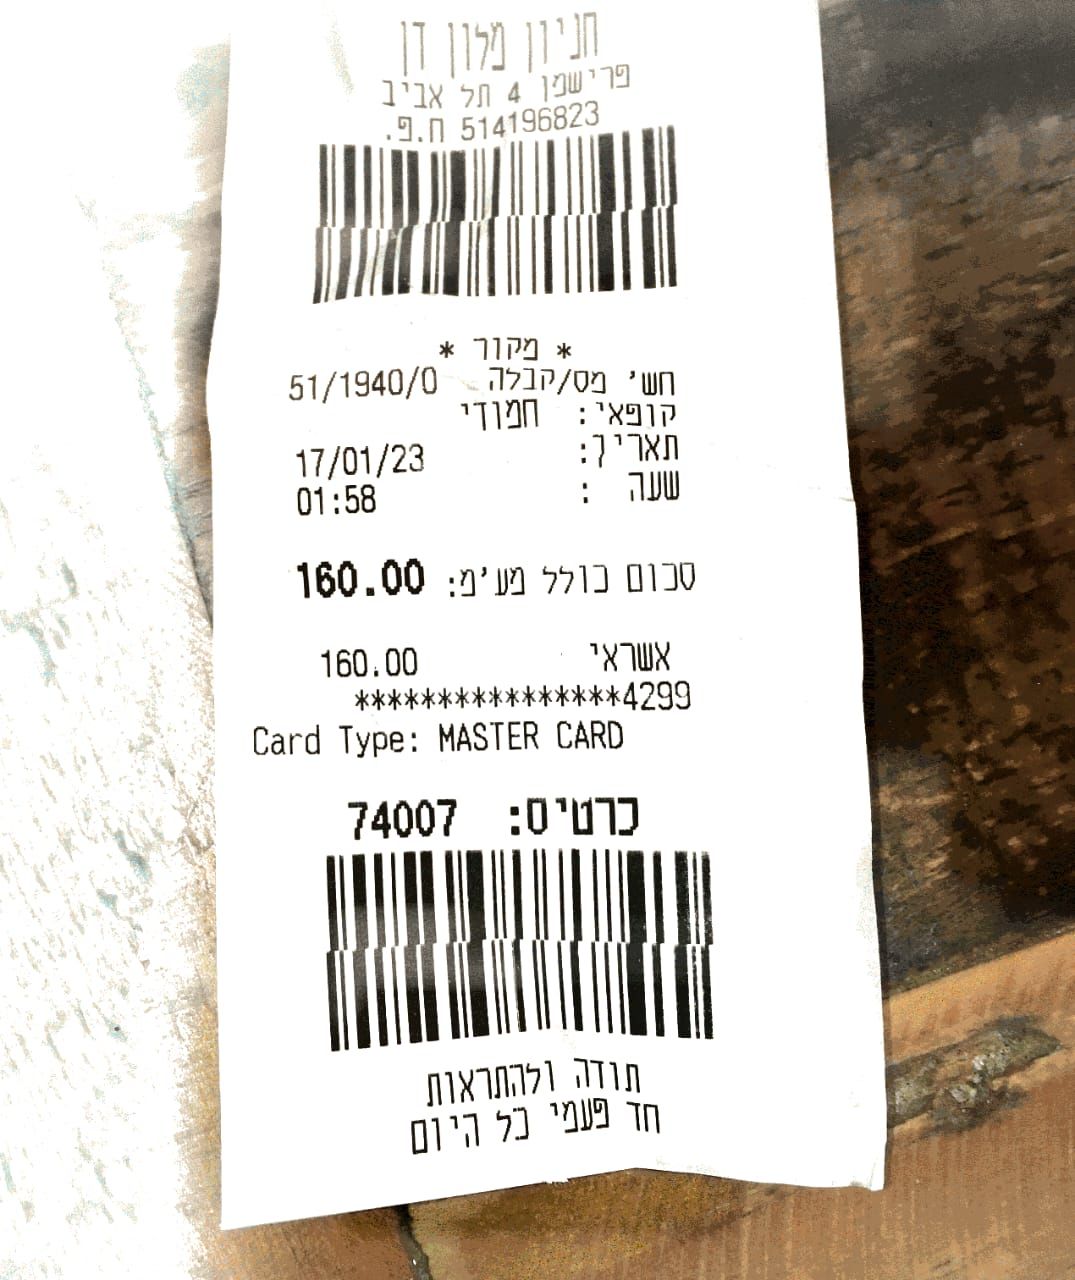 חניון מלון דן
פרישמן 4 תל אביב
ח.פ. 514196823
* מקור *
חש' מס/קבלה 51/1940/0
קופאי: חמודי
תאריך: 17/01/23
שעה : 01:58
סכום כולל מע'מ: 160.00
אשראי 160.00
****************4299
Card Type: MASTER CARD
כרטיס: 74007
תודה ולהתראות
חד פעמי כל היום